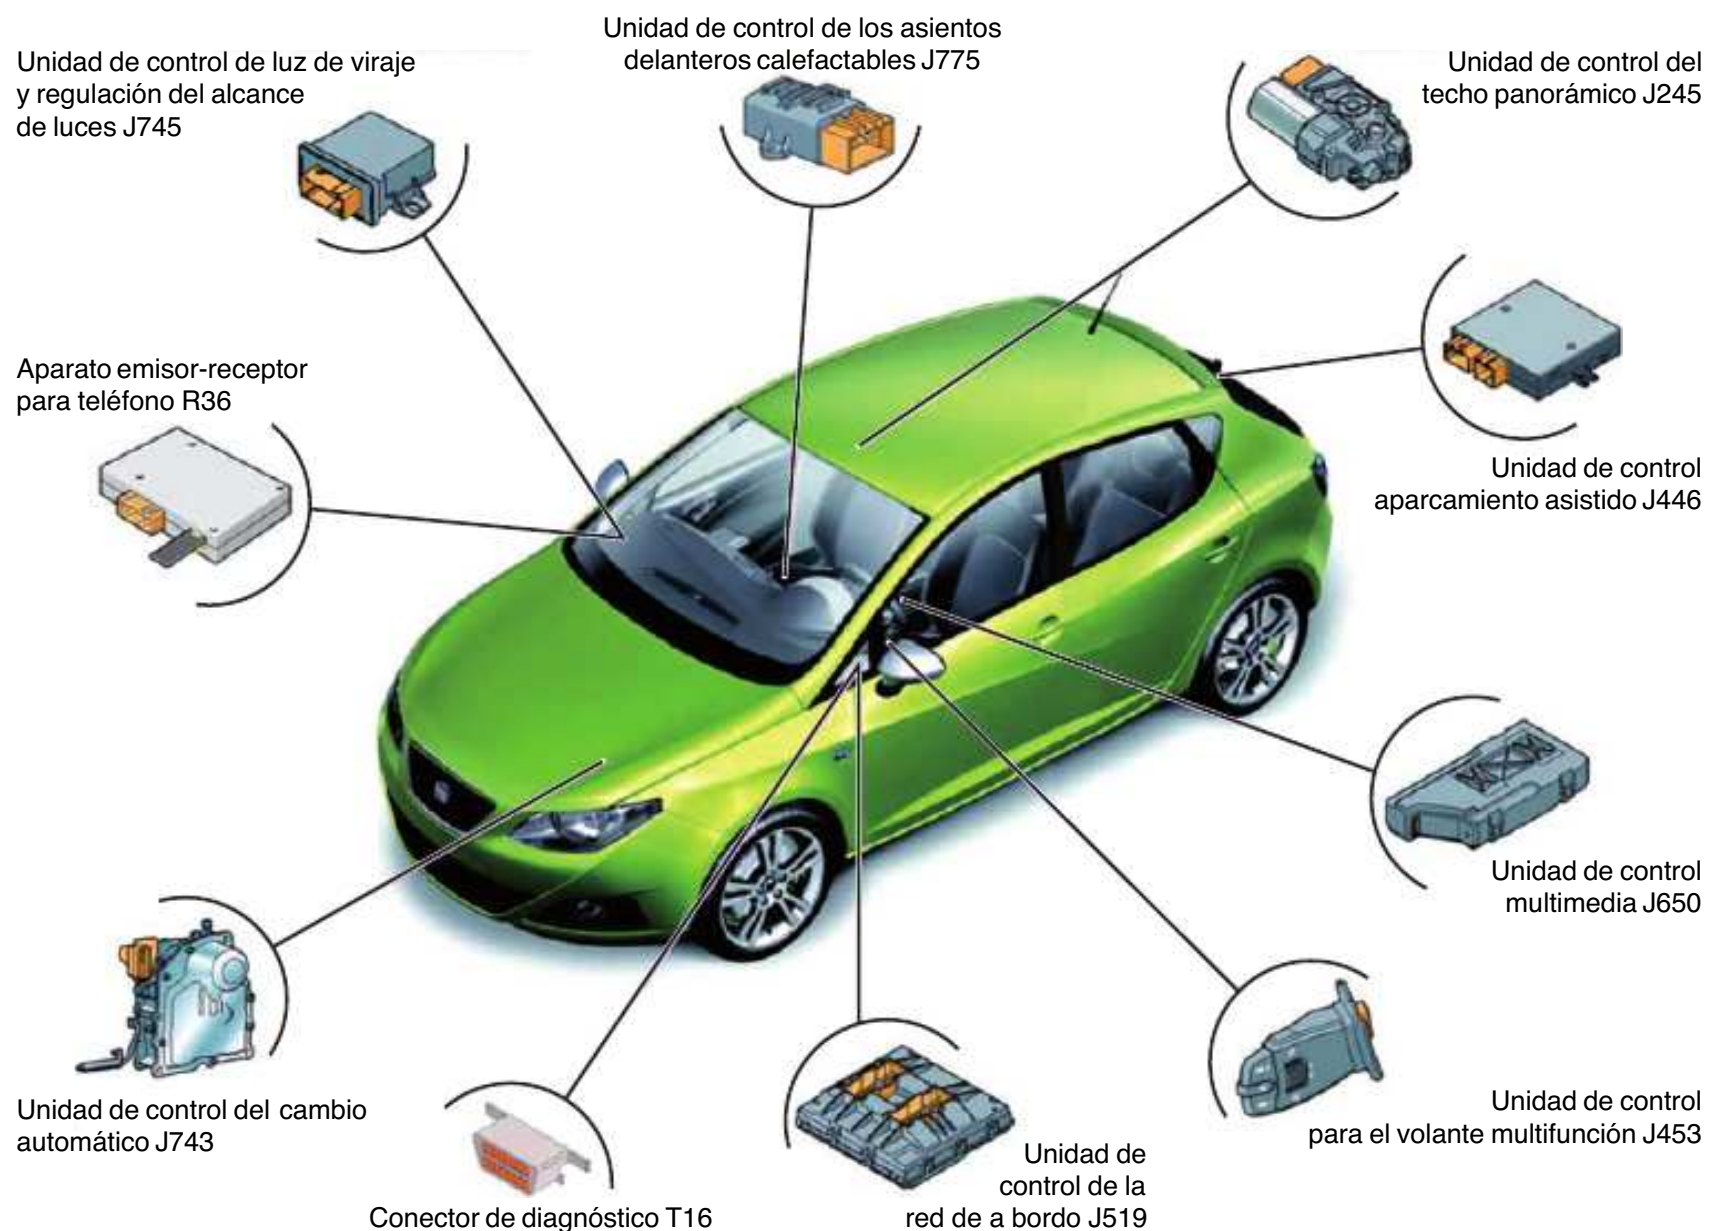 Unidad de control de los asientos
delanteros calefactables J775
Unidad de control de luz de viraje
y regulación del alcance
de luces J745
Unidad de control del
techo panorámico J245
Aparato emisor-receptor
para teléfono R36
Unidad de control
aparcamiento asistido J446
Unidad de control
multimedia J650
Unidad de control del cambio
automático J743
Unidad de control
para el volante multifunción J453
Unidad de
control de la
red de a bordo J519
Conector de diagnóstico T16